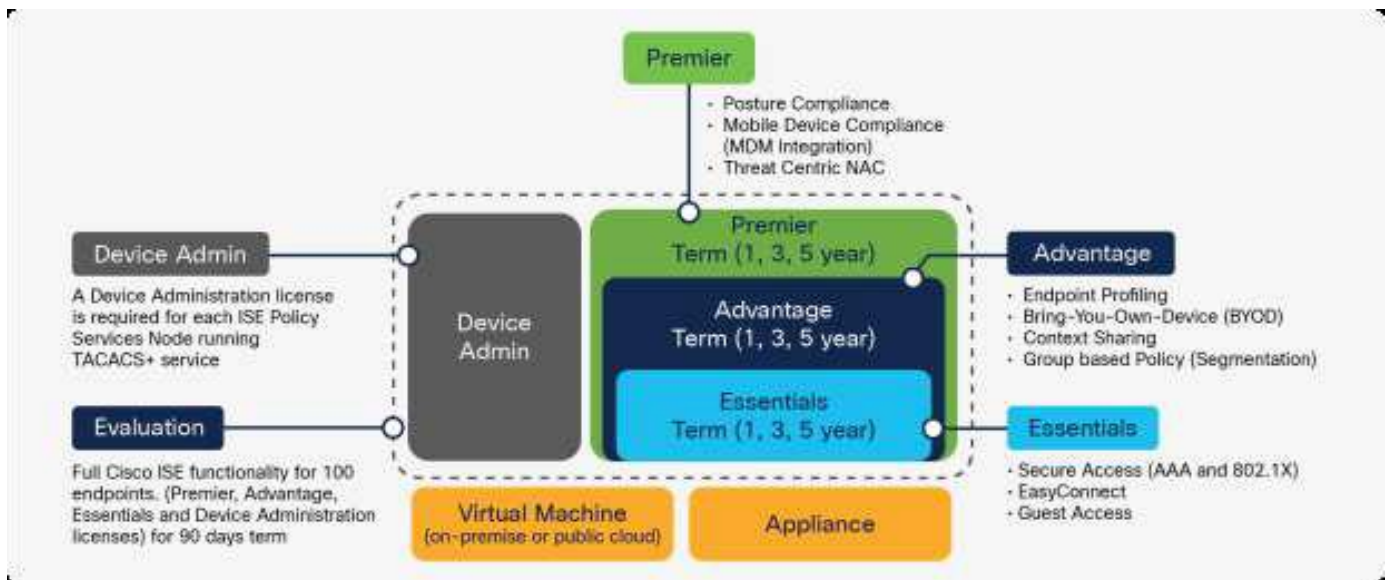 Premier
· Posture Compliance
· Mobile Device Compliance
(MDM Integration)
· Threat Centric NAC
Device Admin
A Device Administration license
is required for each ISE Policy
Services Node running
TACACS+ service
Evaluation
Full Cisco ISE functionality for 100
endpoints. (Premier, Advantage,
Essentials and Device Administration
licenses) for 90 days term
Device
Admin
Premier
Term (1, 3, 5 year)
Advantage
Term (1, 3, 5 year)
Essentials
Term (1, 3, 5 year)
Advantage
· Endpoint Profiling
· Bring-You-Own-Device (BYOD)
· Context Sharing
· Group based Policy (Segmentation)
Essentials
· Secure Access (AAA and 802.1X)
· EasyConnect
· Guest Access
Virtual Machine
(on-premise or public cloud)
Appliance